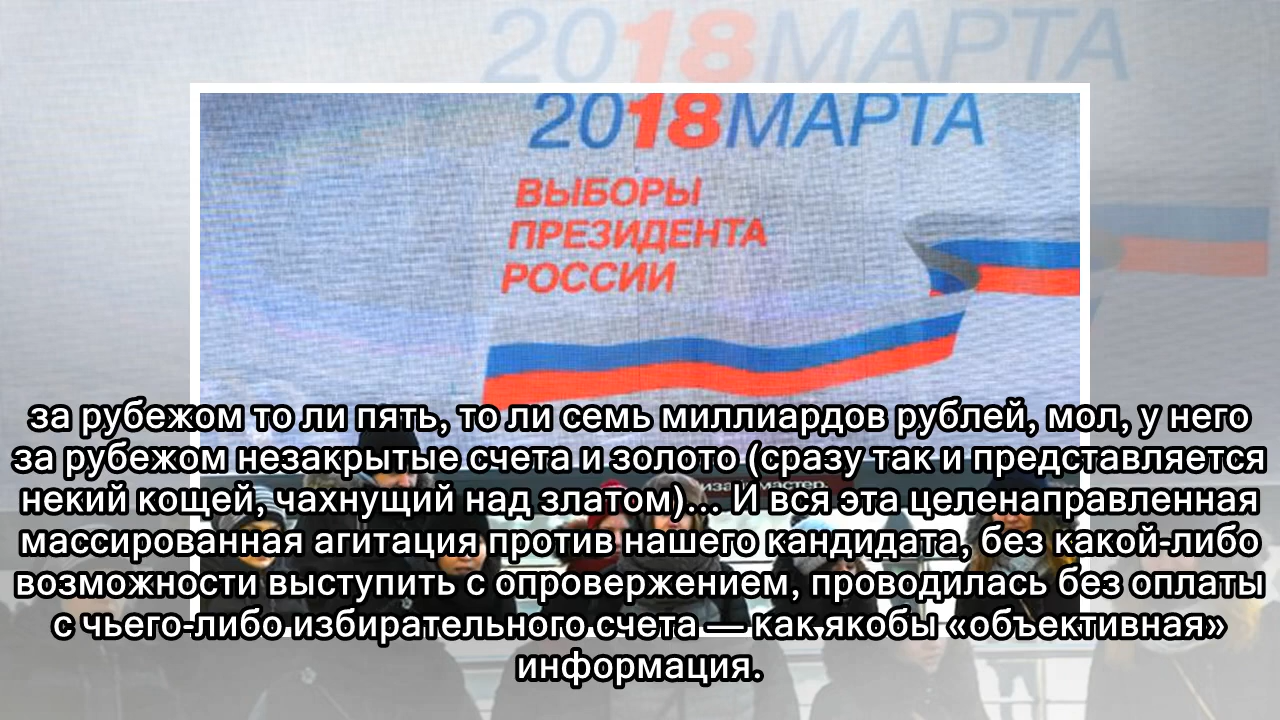 2018МАРТА
2018МАРТА
ВЫБОРЫ
ПРЕЗИДЕНТА
РОССИИ
за рубежом то ли пять, то ли семь миллиардов рублей, мол, у него
за рубежом незакрытые счета и золото (сразу так и представляется
некий кощей, чахнущий над златом)... И вся эта целенаправленная
массированная агитация против нашего кандидата, без какой-либо
возможности выступить с опровержением, проводилась без оплаты
с чьего-либо избирательного счета — как якобы «объективная»
информация.